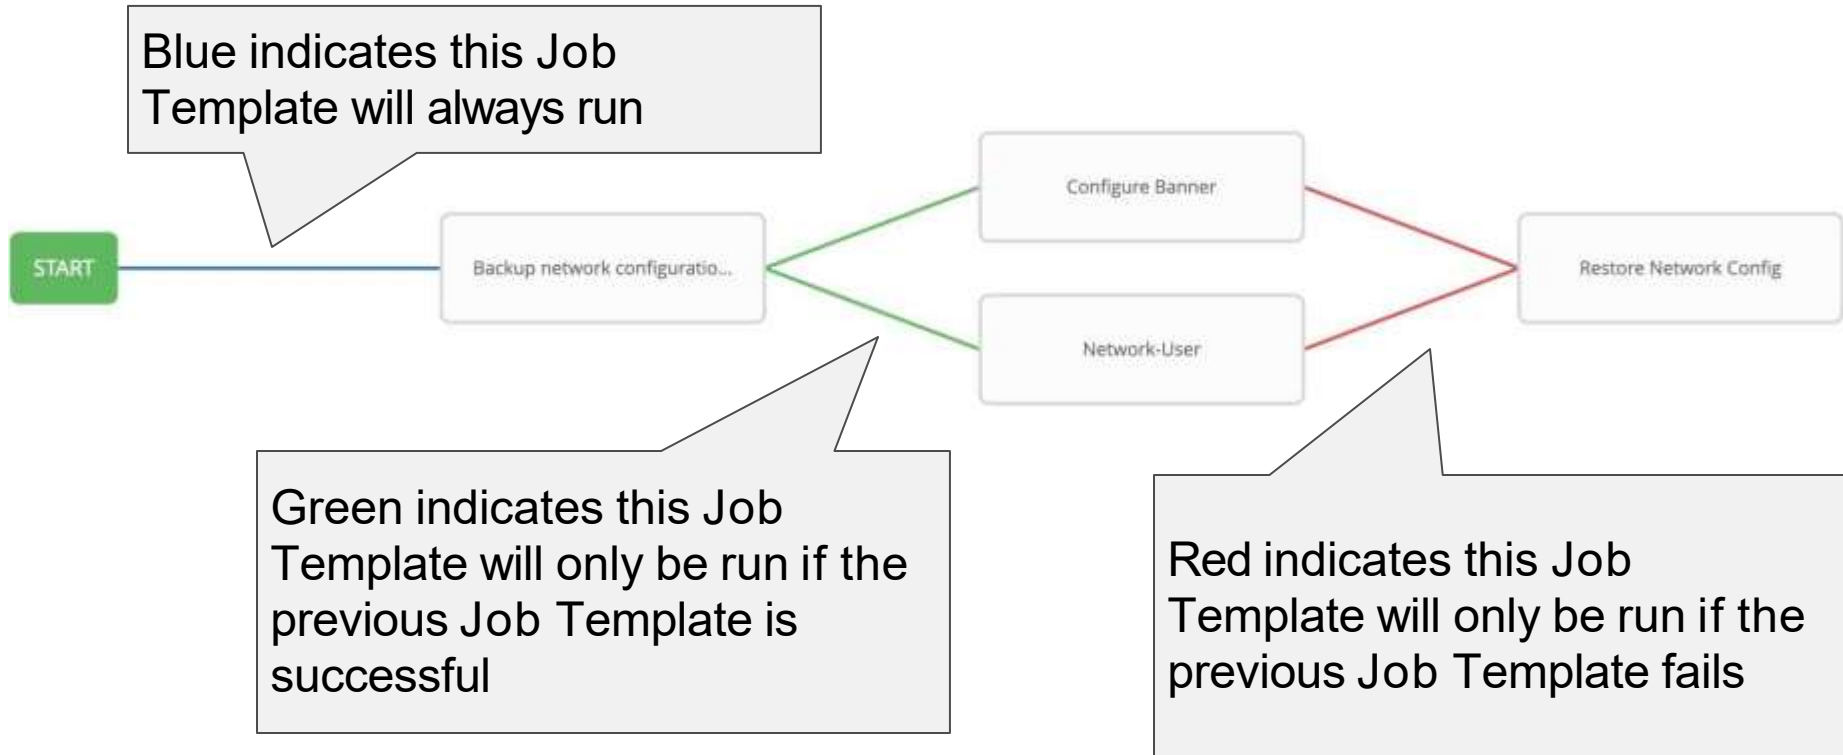 Blue indicates this Job
Template will always run
START
Backup network configuratio...
Configure Banner
Network-User
Restore Network Config
Green indicates this Job
Template will only be run if the
previous Job Template is
successful
Red indicates this Job
Template will only be run if the
previous Job Template fails